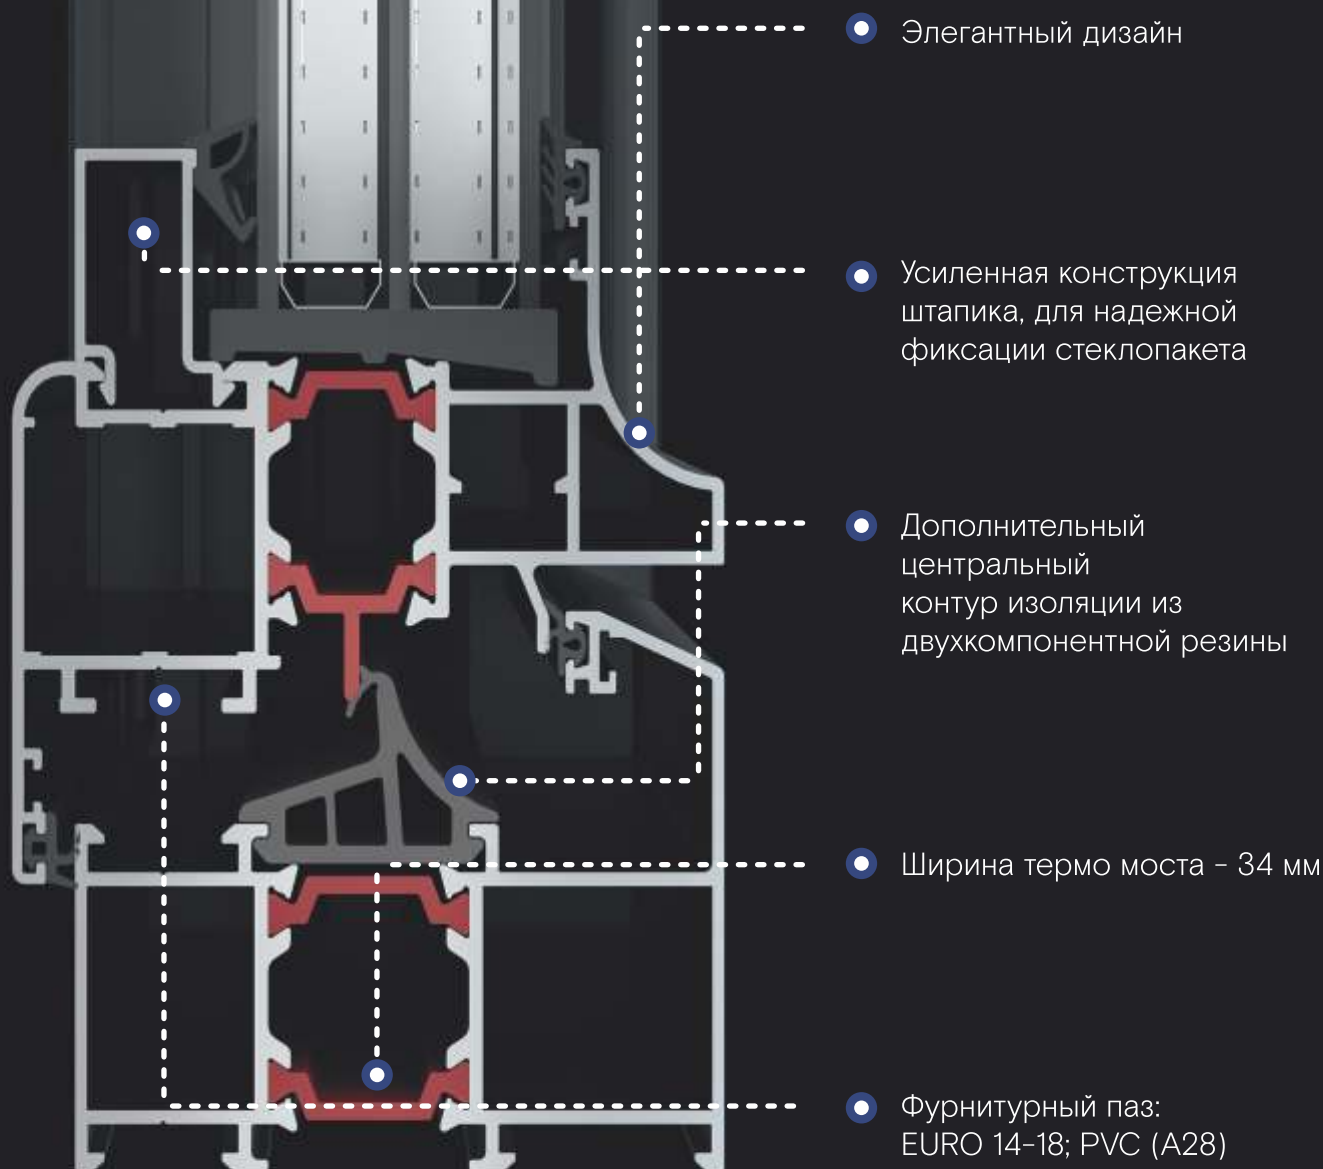 Элегантный дизайн
Усиленная конструкция
штапика, для надежной
фиксации стеклопакета
Дополнительный
центральный
контур изоляции из
двухкомпонентной резины
Ширина термо моста - 34 мм
Фурнитурный паз:
EURO 14-18; PVC (A28)